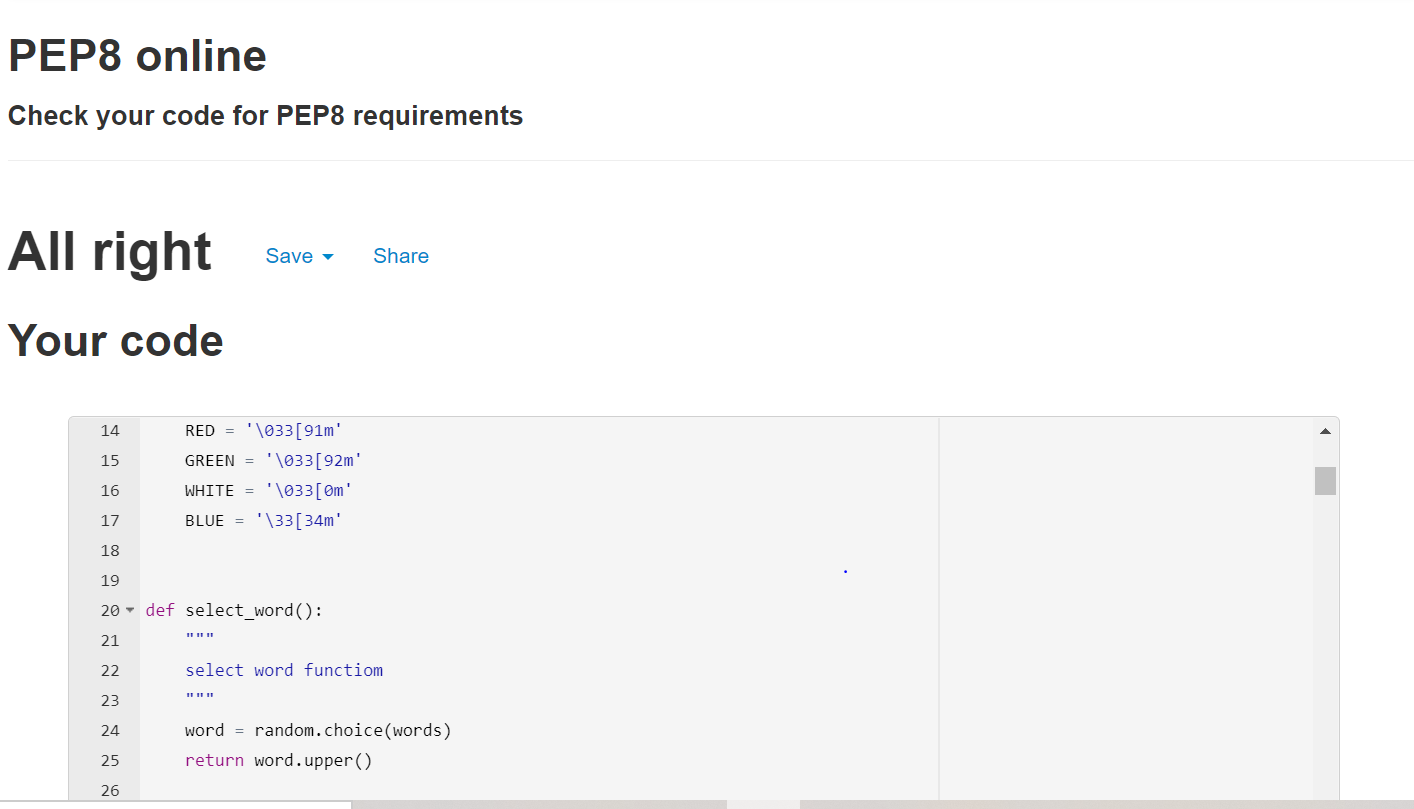 PEP8 online
Check your code for PEP8 requirements
All right Save Share
Your code
14 RED = '\033[91m'
15 GREEN = '\033[92m'
16 WHITE = '\033[0m'
17 BLUE = '\33[34m'
18
19
20 def select_word():
21 """
22 select word functiom
23 """
24 word = random.choice(words)
25 return word.upper()
26